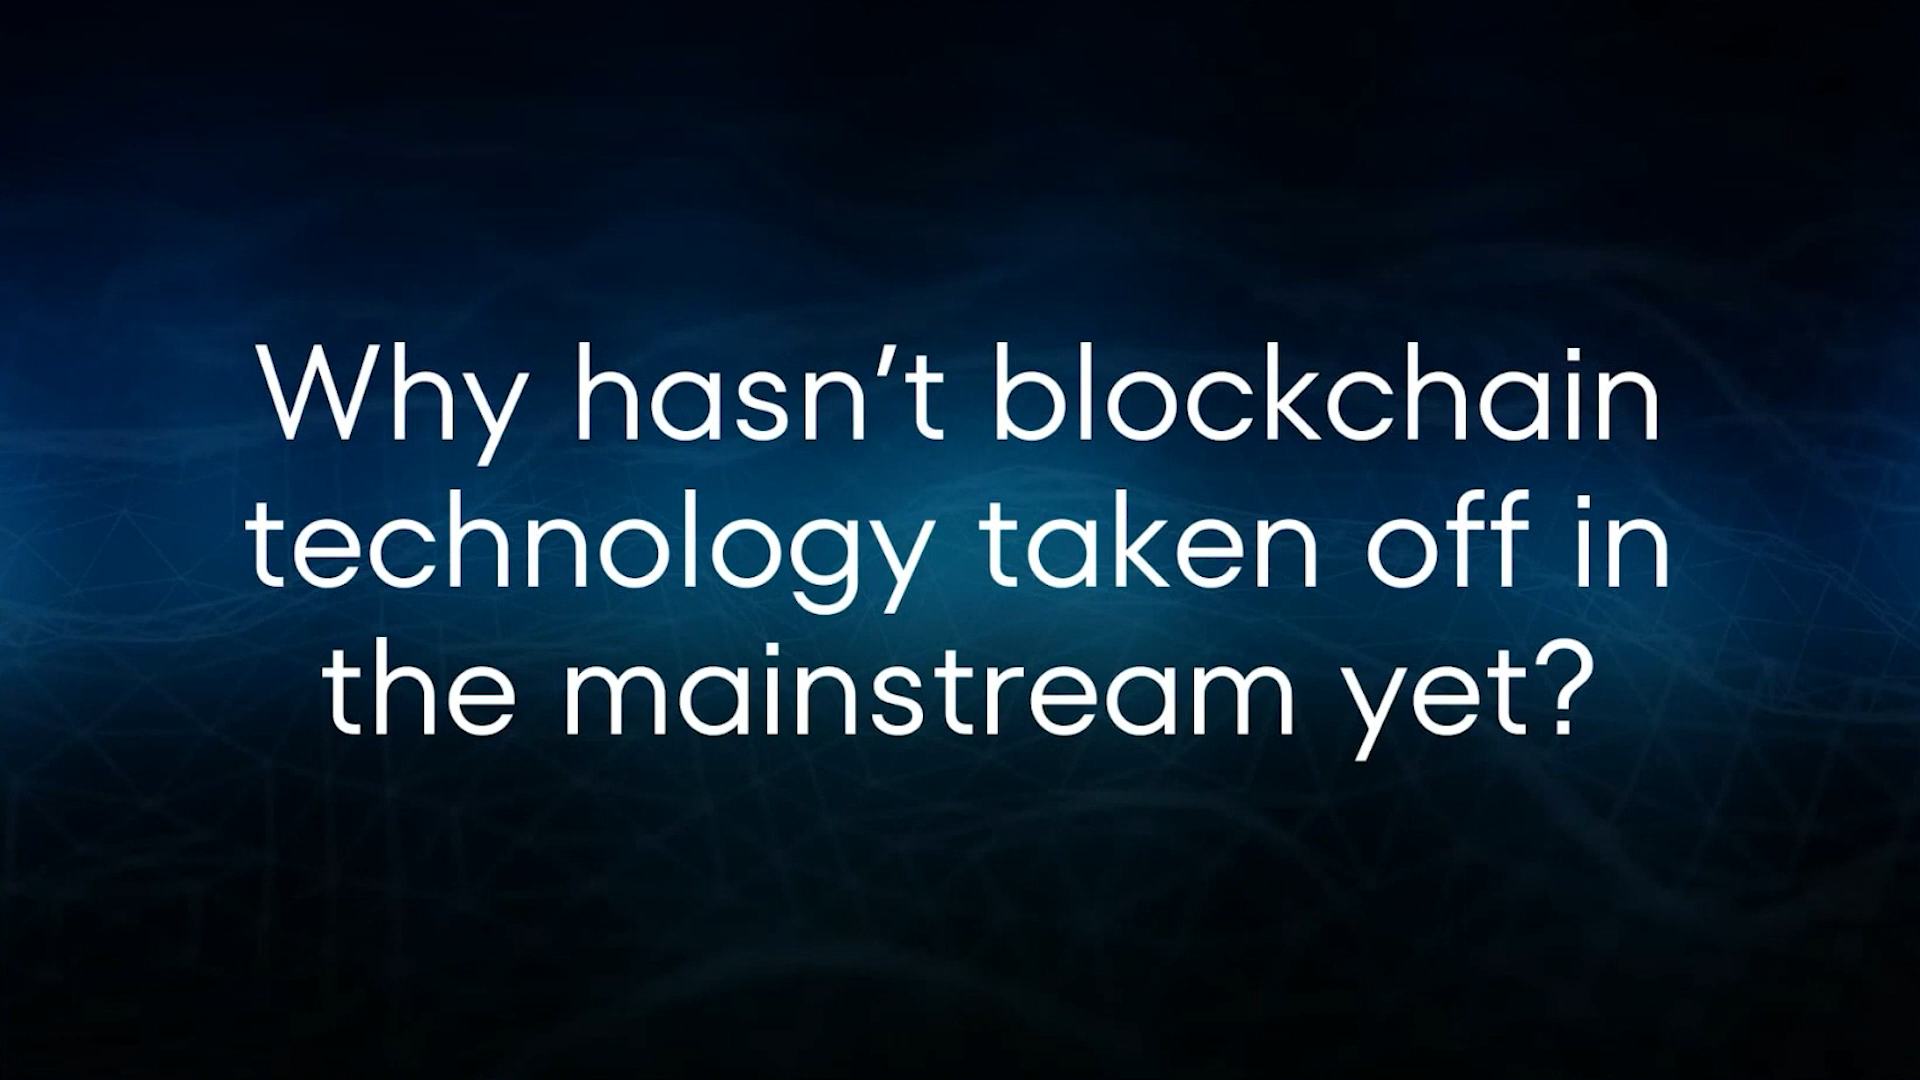 Why hasn’t blockchain
technology taken off in
the mainstream yet?